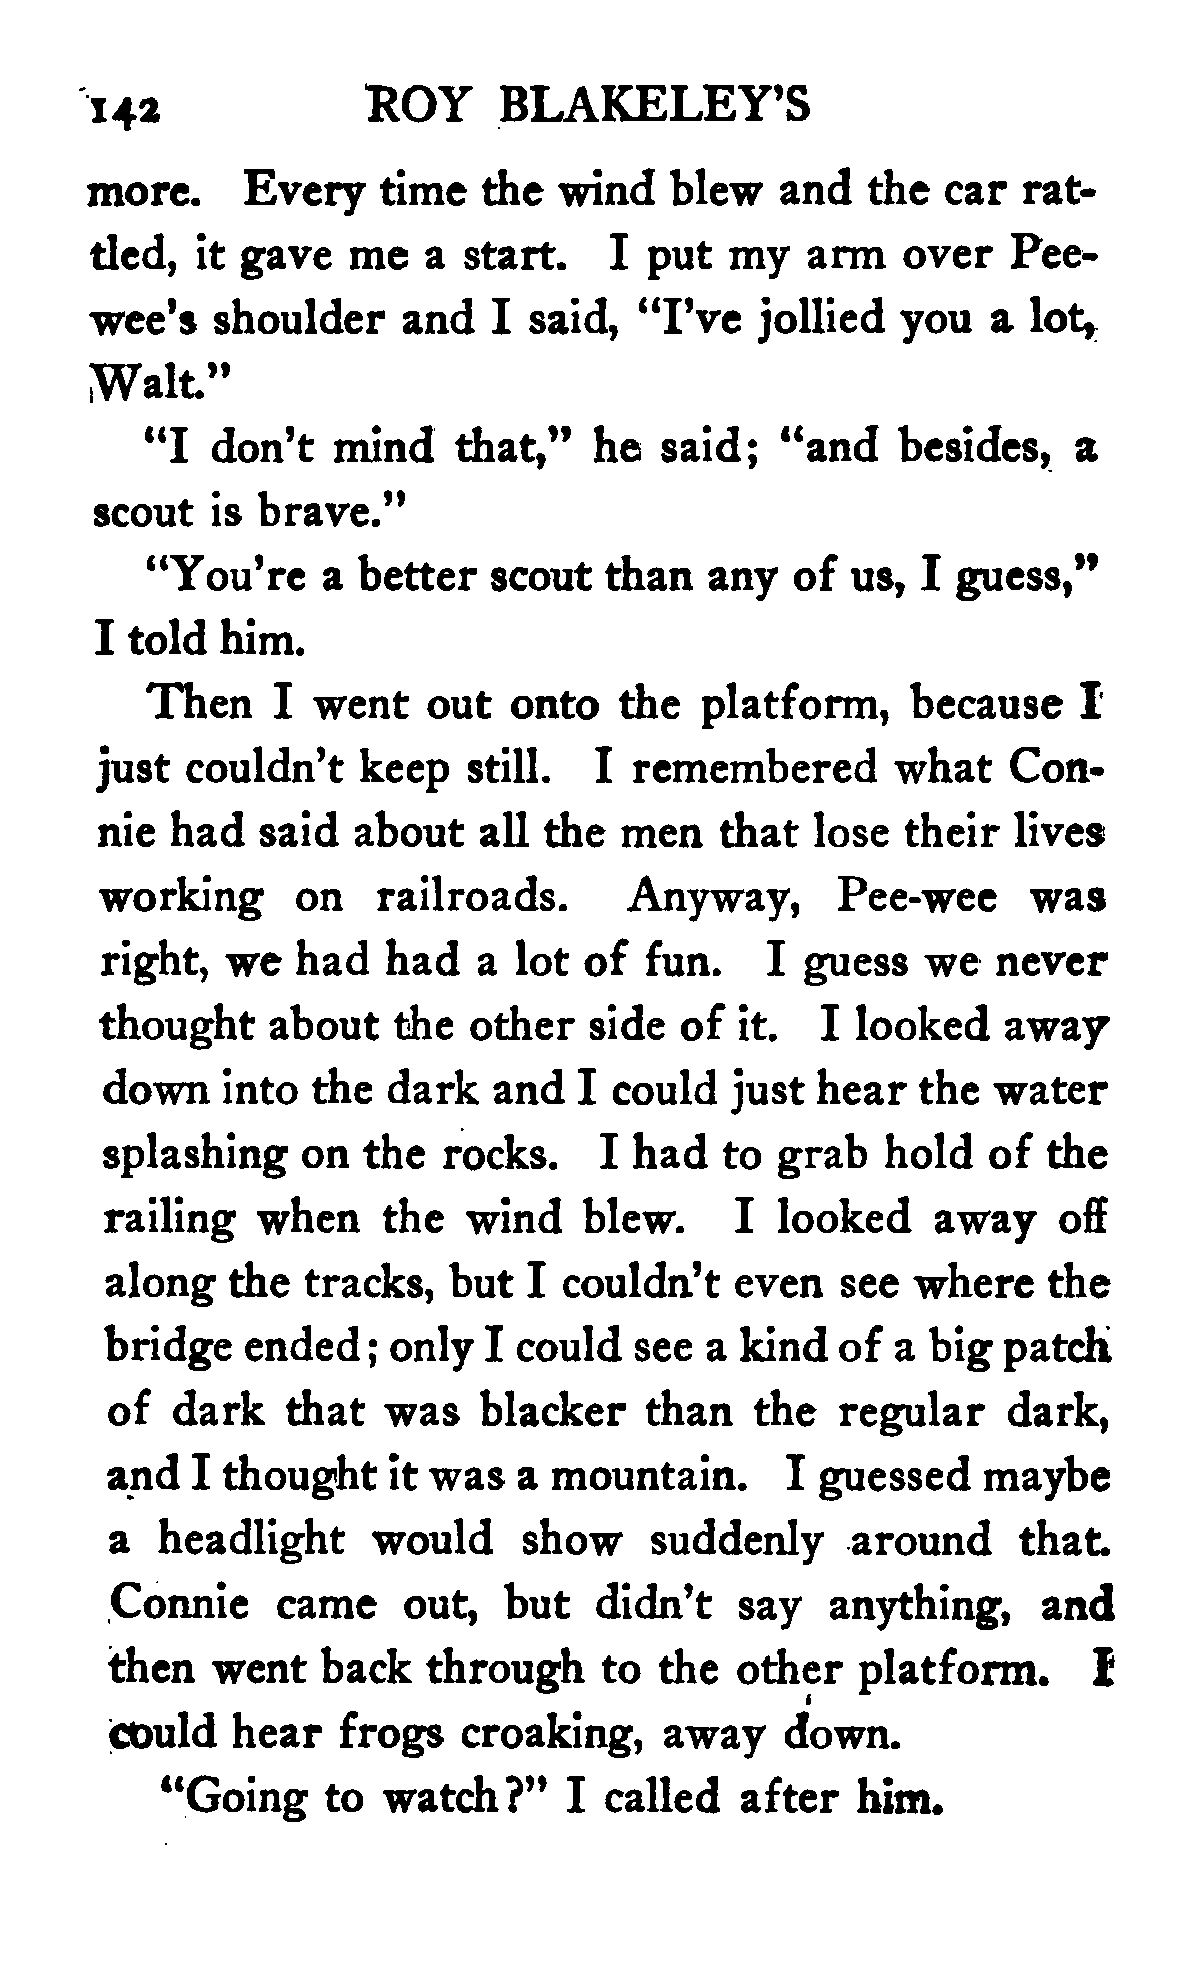 142 ROY BLAKELEY'S
more. Every time the wind blew and the car rat-
tled, it gave me a start. I put my arm over Pee-
wee's shoulder and I said, "I've jollied you a lot,
Walt."
"I don't mind that," he said; "and besides, a
scout is brave."
"You're a better scout than any of us, I guess,"
I told him.
Then I went out onto the platform, because I
just couldn't keep still. I remembered what Con-
nie had said about all the men that lose their lives
working on railroads. Anyway, Pee-wee was
right, we had had a lot of fun. I guess we never
thought about the other side of it. I looked away
down into the dark and I could just hear the water
splashing on the rocks. I had to grab hold of the
railing when the wind blew. I looked away off
along the tracks, but I couldn't even see where the
bridge ended; only I could see a kind of a big patch
of dark that was blacker than the regular dark,
and I thought it was a mountain. I guessed maybe
a headlight would show suddenly around that.
Connie came out, but didn't say anything, and
then went back through to the other platform. I
could hear frogs croaking, away down.
"Going to watch?" I called after him.